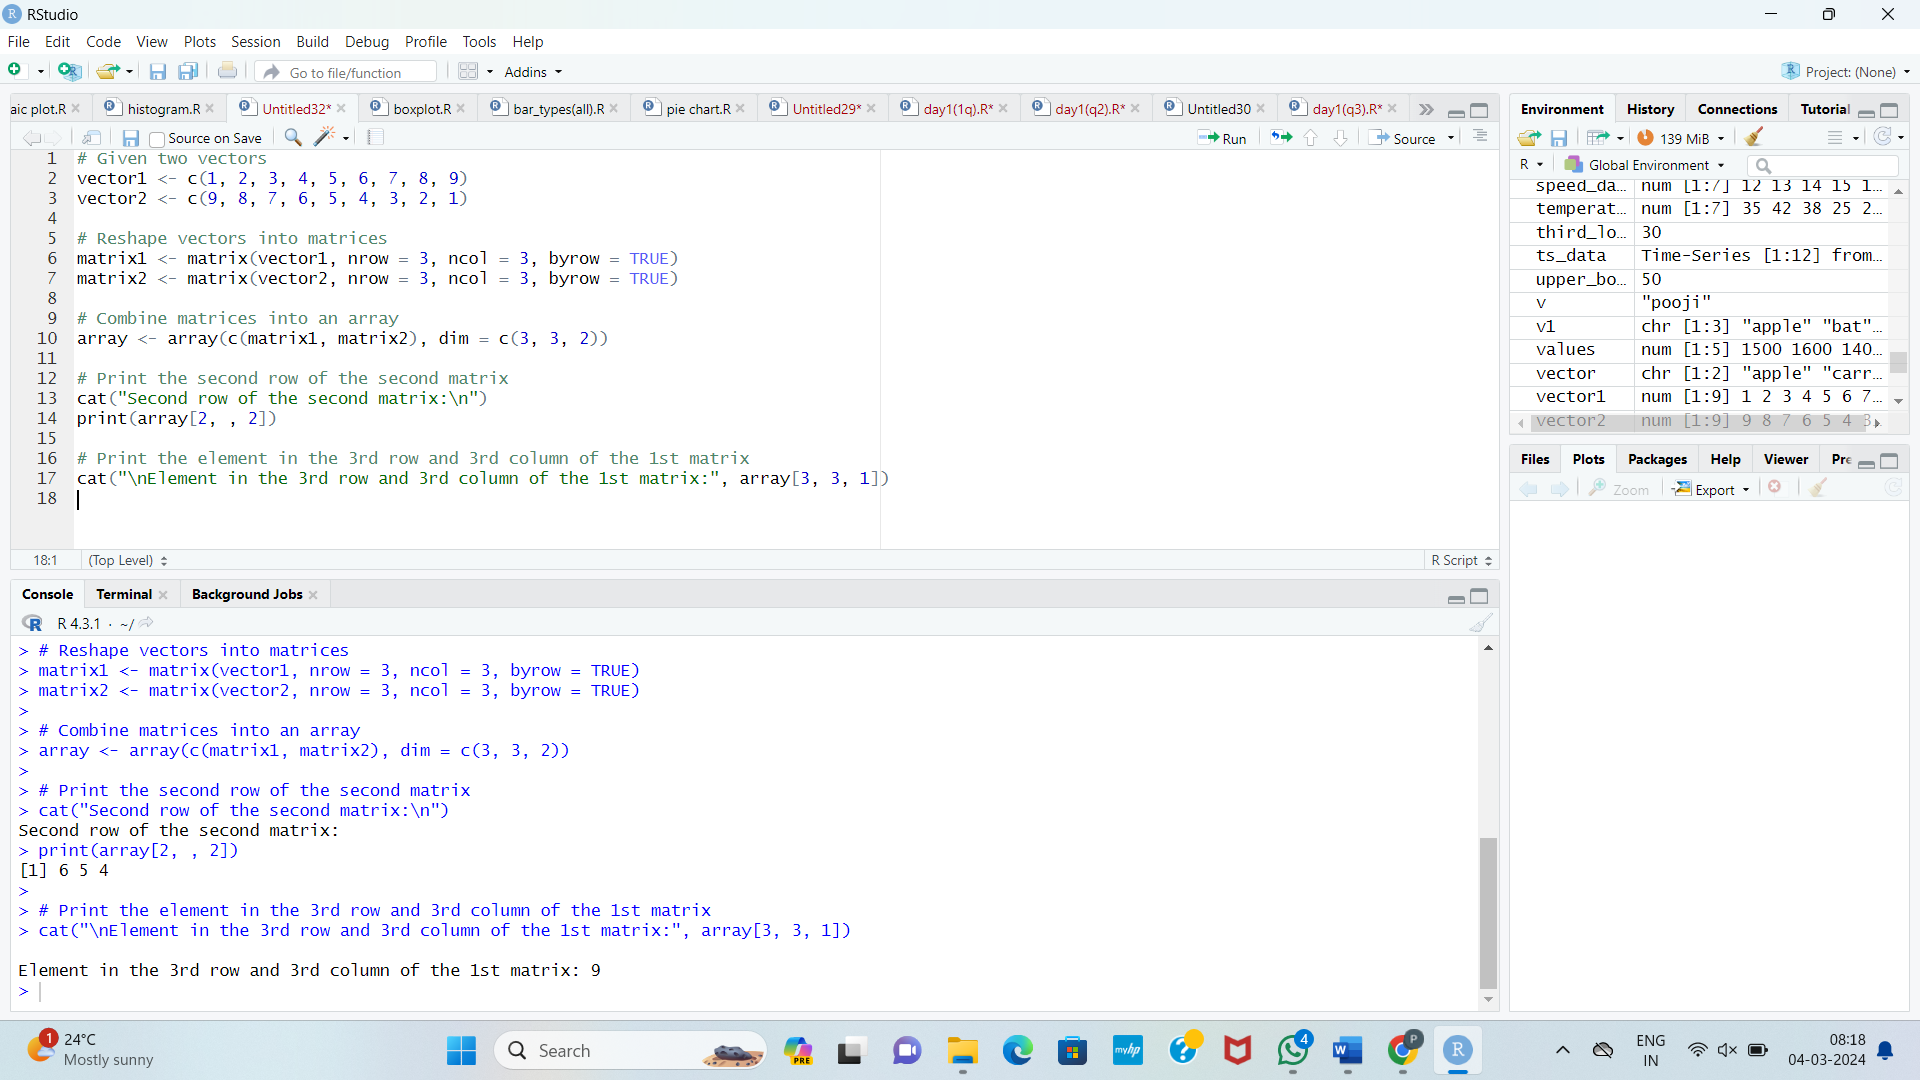 RStudio
File Edit Code View Plots Session Build Debug Profile Tools Help
Go to file/function Addins Project: (None)
aic plot.R histogram.R Untitled32* boxplot.R bar_types(all).R pie chart.R Untitled29* day1(1q).R* day1(q2).R* Untitled30 day1(q3).R*
Source on Save Run Source
1 # Given two vectors
2 vector1 <- c(1, 2, 3, 4, 5, 6, 7, 8, 9)
3 vector2 <- c(9, 8, 7, 6, 5, 4, 3, 2, 1)
4
5 # Reshape vectors into matrices
6 matrix1 <- matrix(vector1, nrow = 3, ncol = 3, byrow = TRUE)
7 matrix2 <- matrix(vector2, nrow = 3, ncol = 3, byrow = TRUE)
8
9 # Combine matrices into an array
10 array <- array(c(matrix1, matrix2), dim = c(3, 3, 2))
11
12 # Print the second row of the second matrix
13 cat("Second row of the second matrix:\n")
14 print(array[2, , 2])
15
16 # Print the element in the 3rd row and 3rd column of the 1st matrix
17 cat("\nElement in the 3rd row and 3rd column of the 1st matrix:", array[3, 3, 1])
18
18:1 (Top Level) R Script
Console Terminal Background Jobs
R 4.3.1 · ~/
> # Reshape vectors into matrices
> matrix1 <- matrix(vector1, nrow = 3, ncol = 3, byrow = TRUE)
> matrix2 <- matrix(vector2, nrow = 3, ncol = 3, byrow = TRUE)
>
> # Combine matrices into an array
> array <- array(c(matrix1, matrix2), dim = c(3, 3, 2))
>
> # Print the second row of the second matrix
> cat("Second row of the second matrix:\n")
Second row of the second matrix:
> print(array[2, , 2])
[1] 6 5 4
>
> # Print the element in the 3rd row and 3rd column of the 1st matrix
> cat("\nElement in the 3rd row and 3rd column of the 1st matrix:", array[3, 3, 1])
Element in the 3rd row and 3rd column of the 1st matrix: 9
>
Environment History Connections Tutorial
139 MiB
R Global Environment
speed_da... num [1:7] 12 13 14 15 1...
temperat... num [1:7] 35 42 38 25 2...
third_lo... 30
ts_data Time-Series [1:12] from...
upper_bo... 50
v "pooji"
v1 chr [1:3] "apple" "bat"...
values num [1:5] 1500 1600 140...
vector chr [1:2] "apple" "carr...
vector1 num [1:9] 1 2 3 4 5 6 7...
vector2 num [1:9] 9 8 7 6 5 4 3...
Files Plots Packages Help Viewer Pre
Zoom Export
1 24°C
Mostly sunny
Search
PRE
myhp
4
P
ENG
IN
08:18
04-03-2024